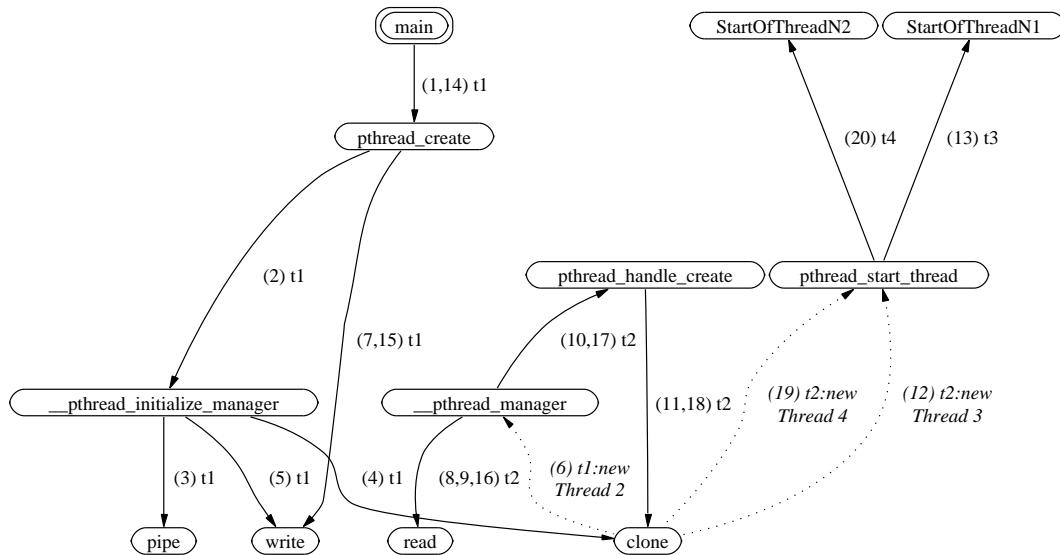 main
StartOfThreadN2
StartOfThreadN1
(1,14) t1
pthread_create
(20) t4
(13) t3
(2) t1
pthread_handle_create
pthread_start_thread
(7,15) t1
(10,17) t2
__pthread_initialize_manager
__pthread_manager
(11,18) t2
(19) t2:new
Thread 4
(12) t2:new
Thread 3
(3) t1
(5) t1
(4) t1
(8,9,16) t2
(6) t1:new
Thread 2
pipe
write
read
clone